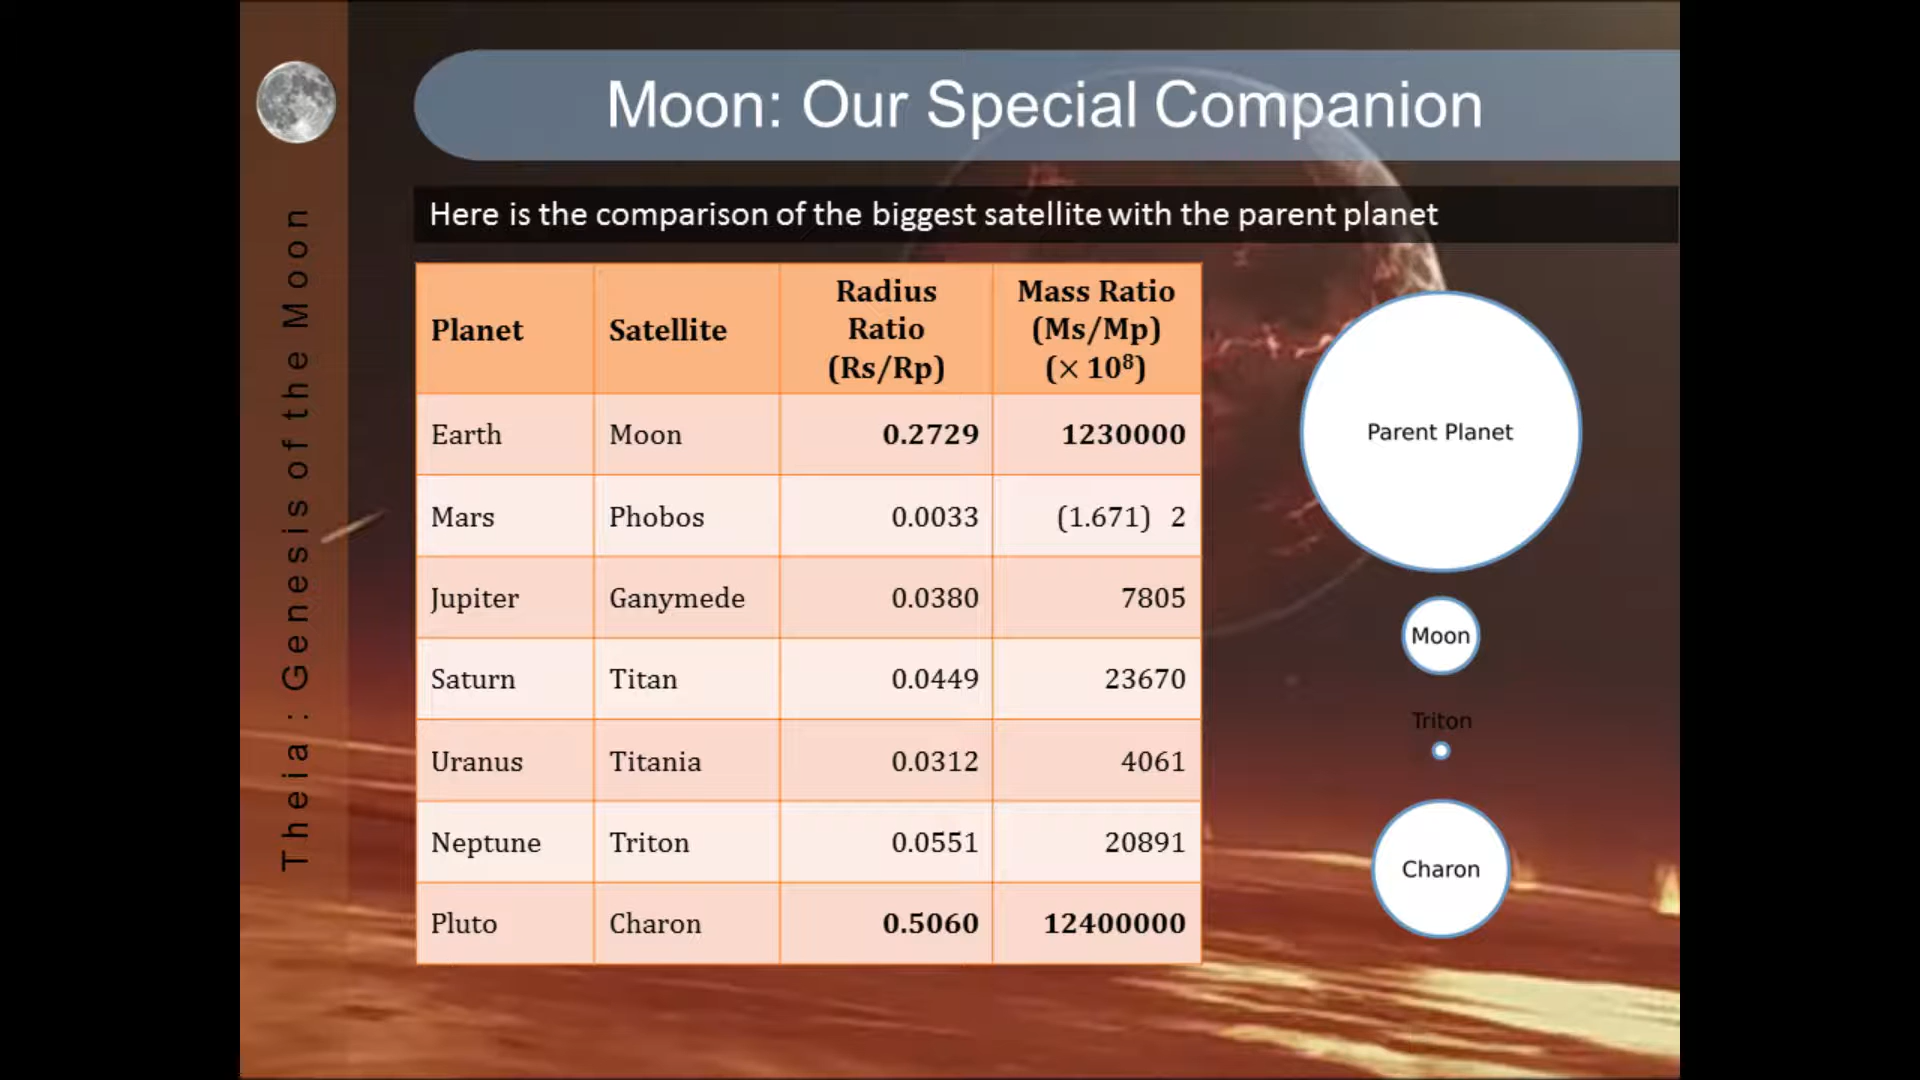 Moon: Our Special Companion
Here is the comparison of the biggest satellite with the parent planet
Theia : Genesis of the Moon
Planet Satellite Radius Ratio (Rs/Rp) Mass Ratio (Ms/Mp) (× 10⁸)
Earth Moon 0.2729 1230000
Mars Phobos 0.0033 (1.671) 2
Jupiter Ganymede 0.0380 7805
Saturn Titan 0.0449 23670
Uranus Titania 0.0312 4061
Neptune Triton 0.0551 20891
Pluto Charon 0.5060 12400000
Parent Planet
Moon
Triton
Charon